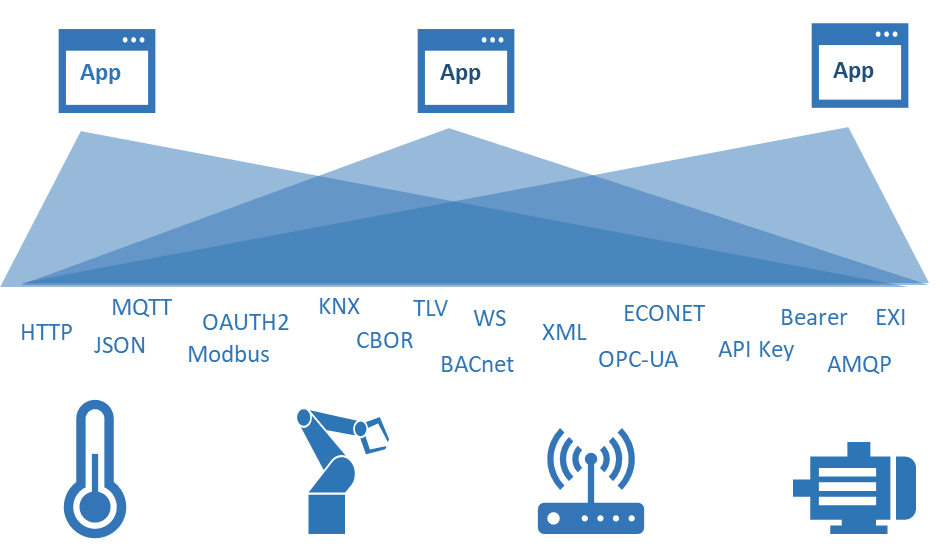 App
App
App
MQTT
KNX
TLV
ECONET
HTTP
OAUTH2
WS
Bearer
EXI
JSON
CBOR
XML
Modbus
BACnet
OPC-UA
API Key
AMQP